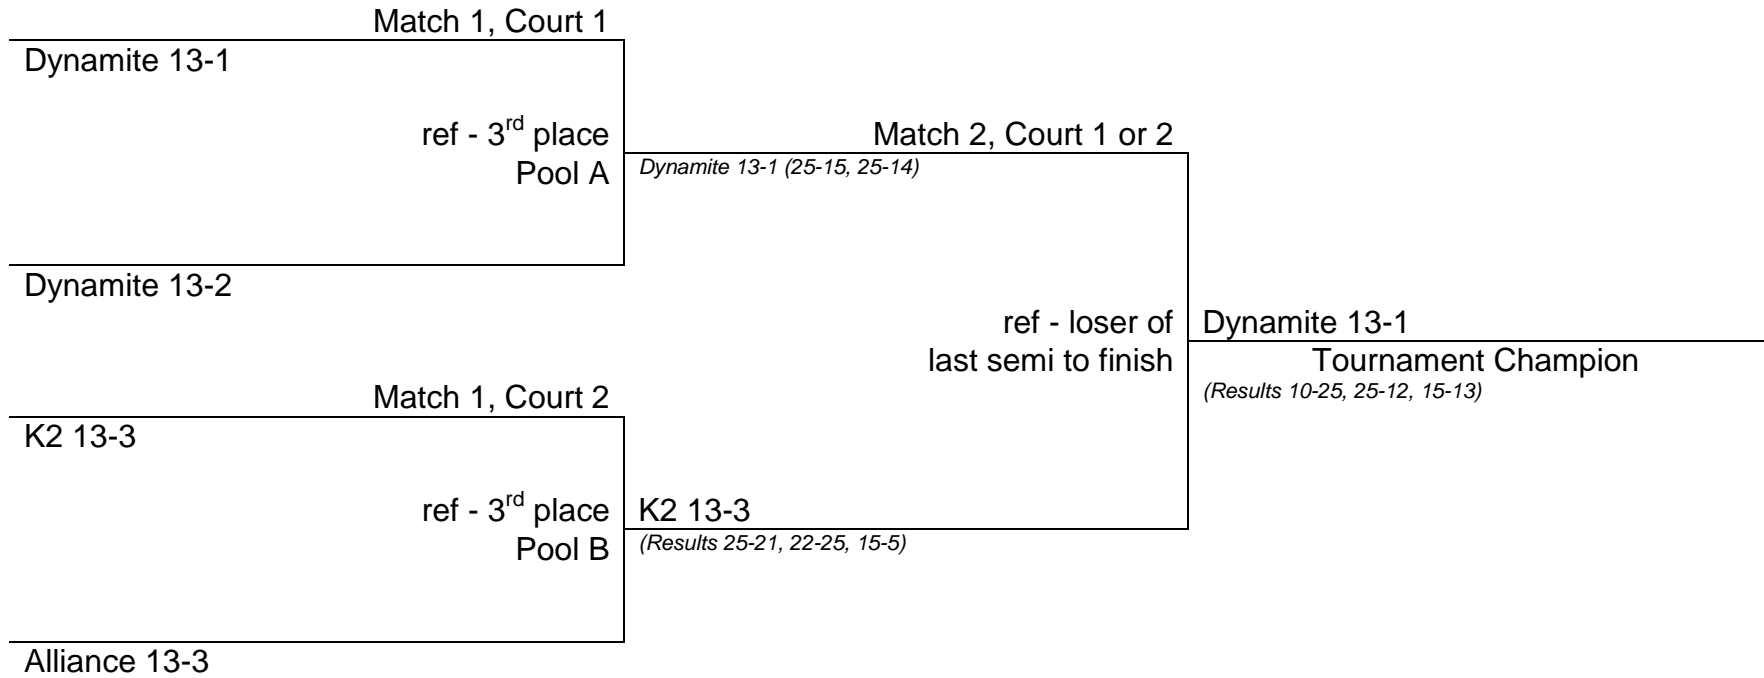 Match 1, Court 1
Dynamite 13-1
ref - 3rd place
Pool A
Match 2, Court 1 or 2
Dynamite 13-1 (25-15, 25-14)
Dynamite 13-2
ref - loser of
last semi to finish
Dynamite 13-1
Tournament Champion
(Results 10-25, 25-12, 15-13)
Match 1, Court 2
K2 13-3
ref - 3rd place
Pool B
K2 13-3
(Results 25-21, 22-25, 15-5)
Alliance 13-3